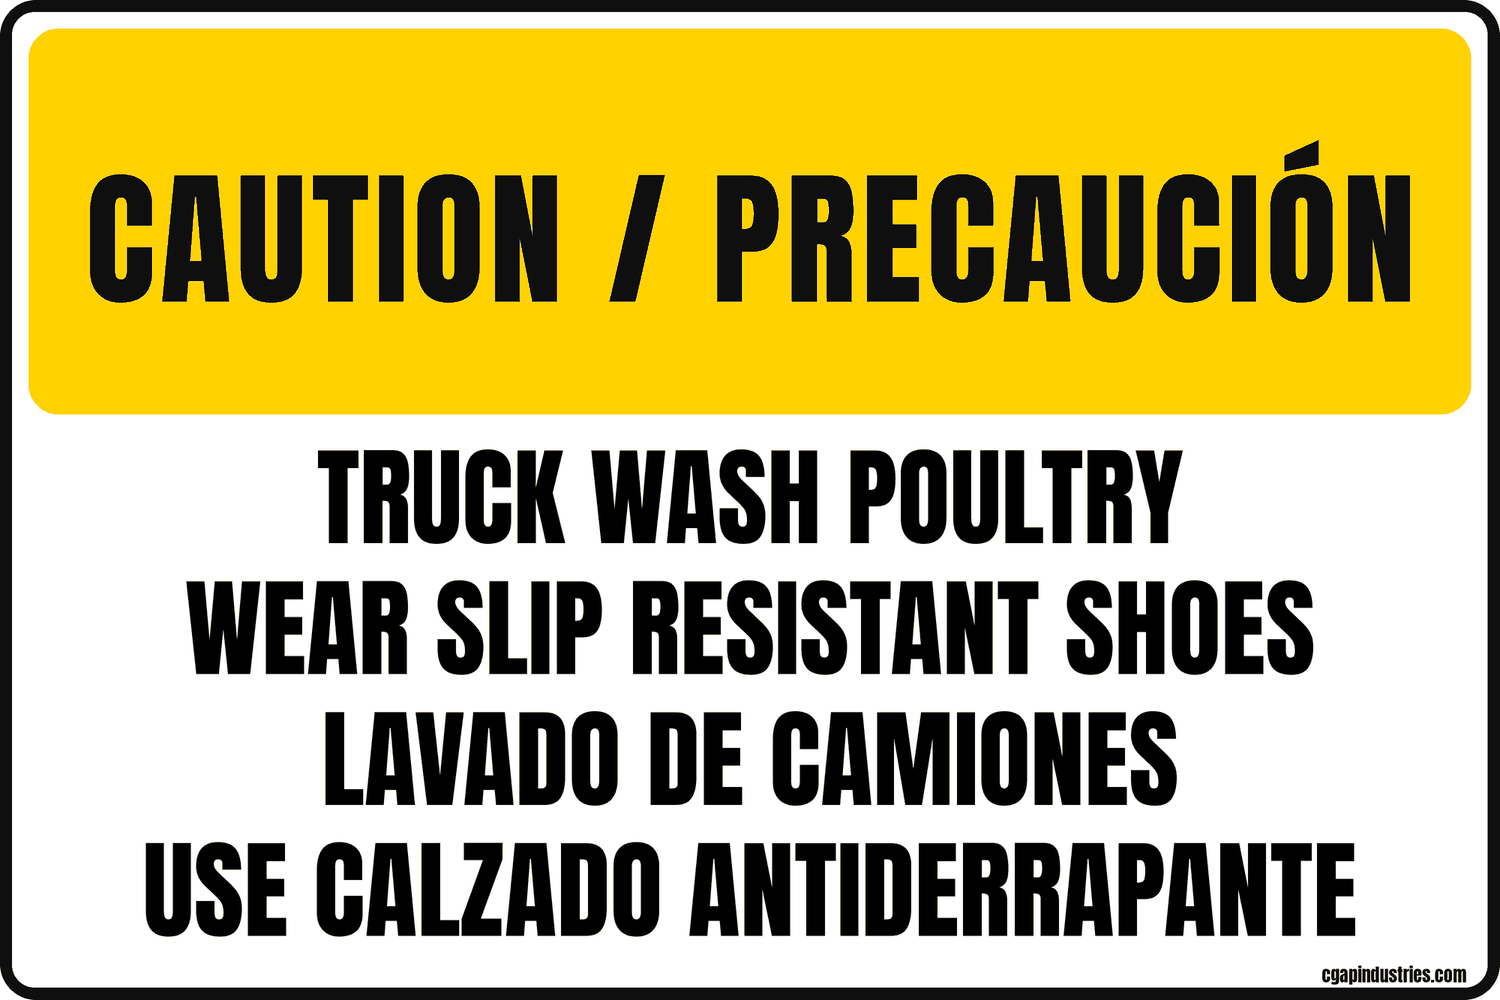 CAUTION / PRECAUCIÓN
TRUCK WASH POULTRY
WEAR SLIP RESISTANT SHOES
LAVADO DE CAMIONES
USE CALZADO ANTIDERRAPANTE
cgapindustries.com